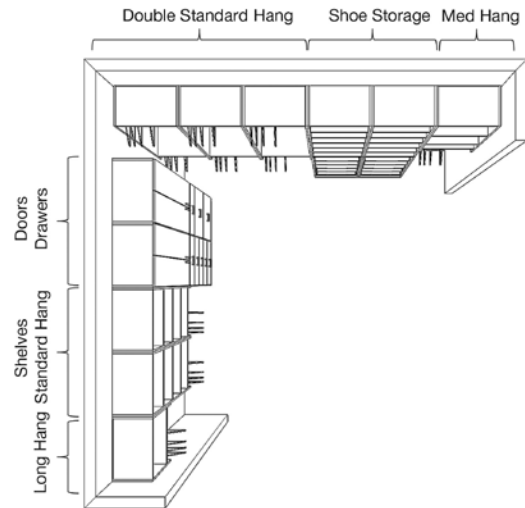 Double Standard Hang
Shoe Storage
Med Hang
Doors
Drawers
Shelves
Standard Hang
Long Hang